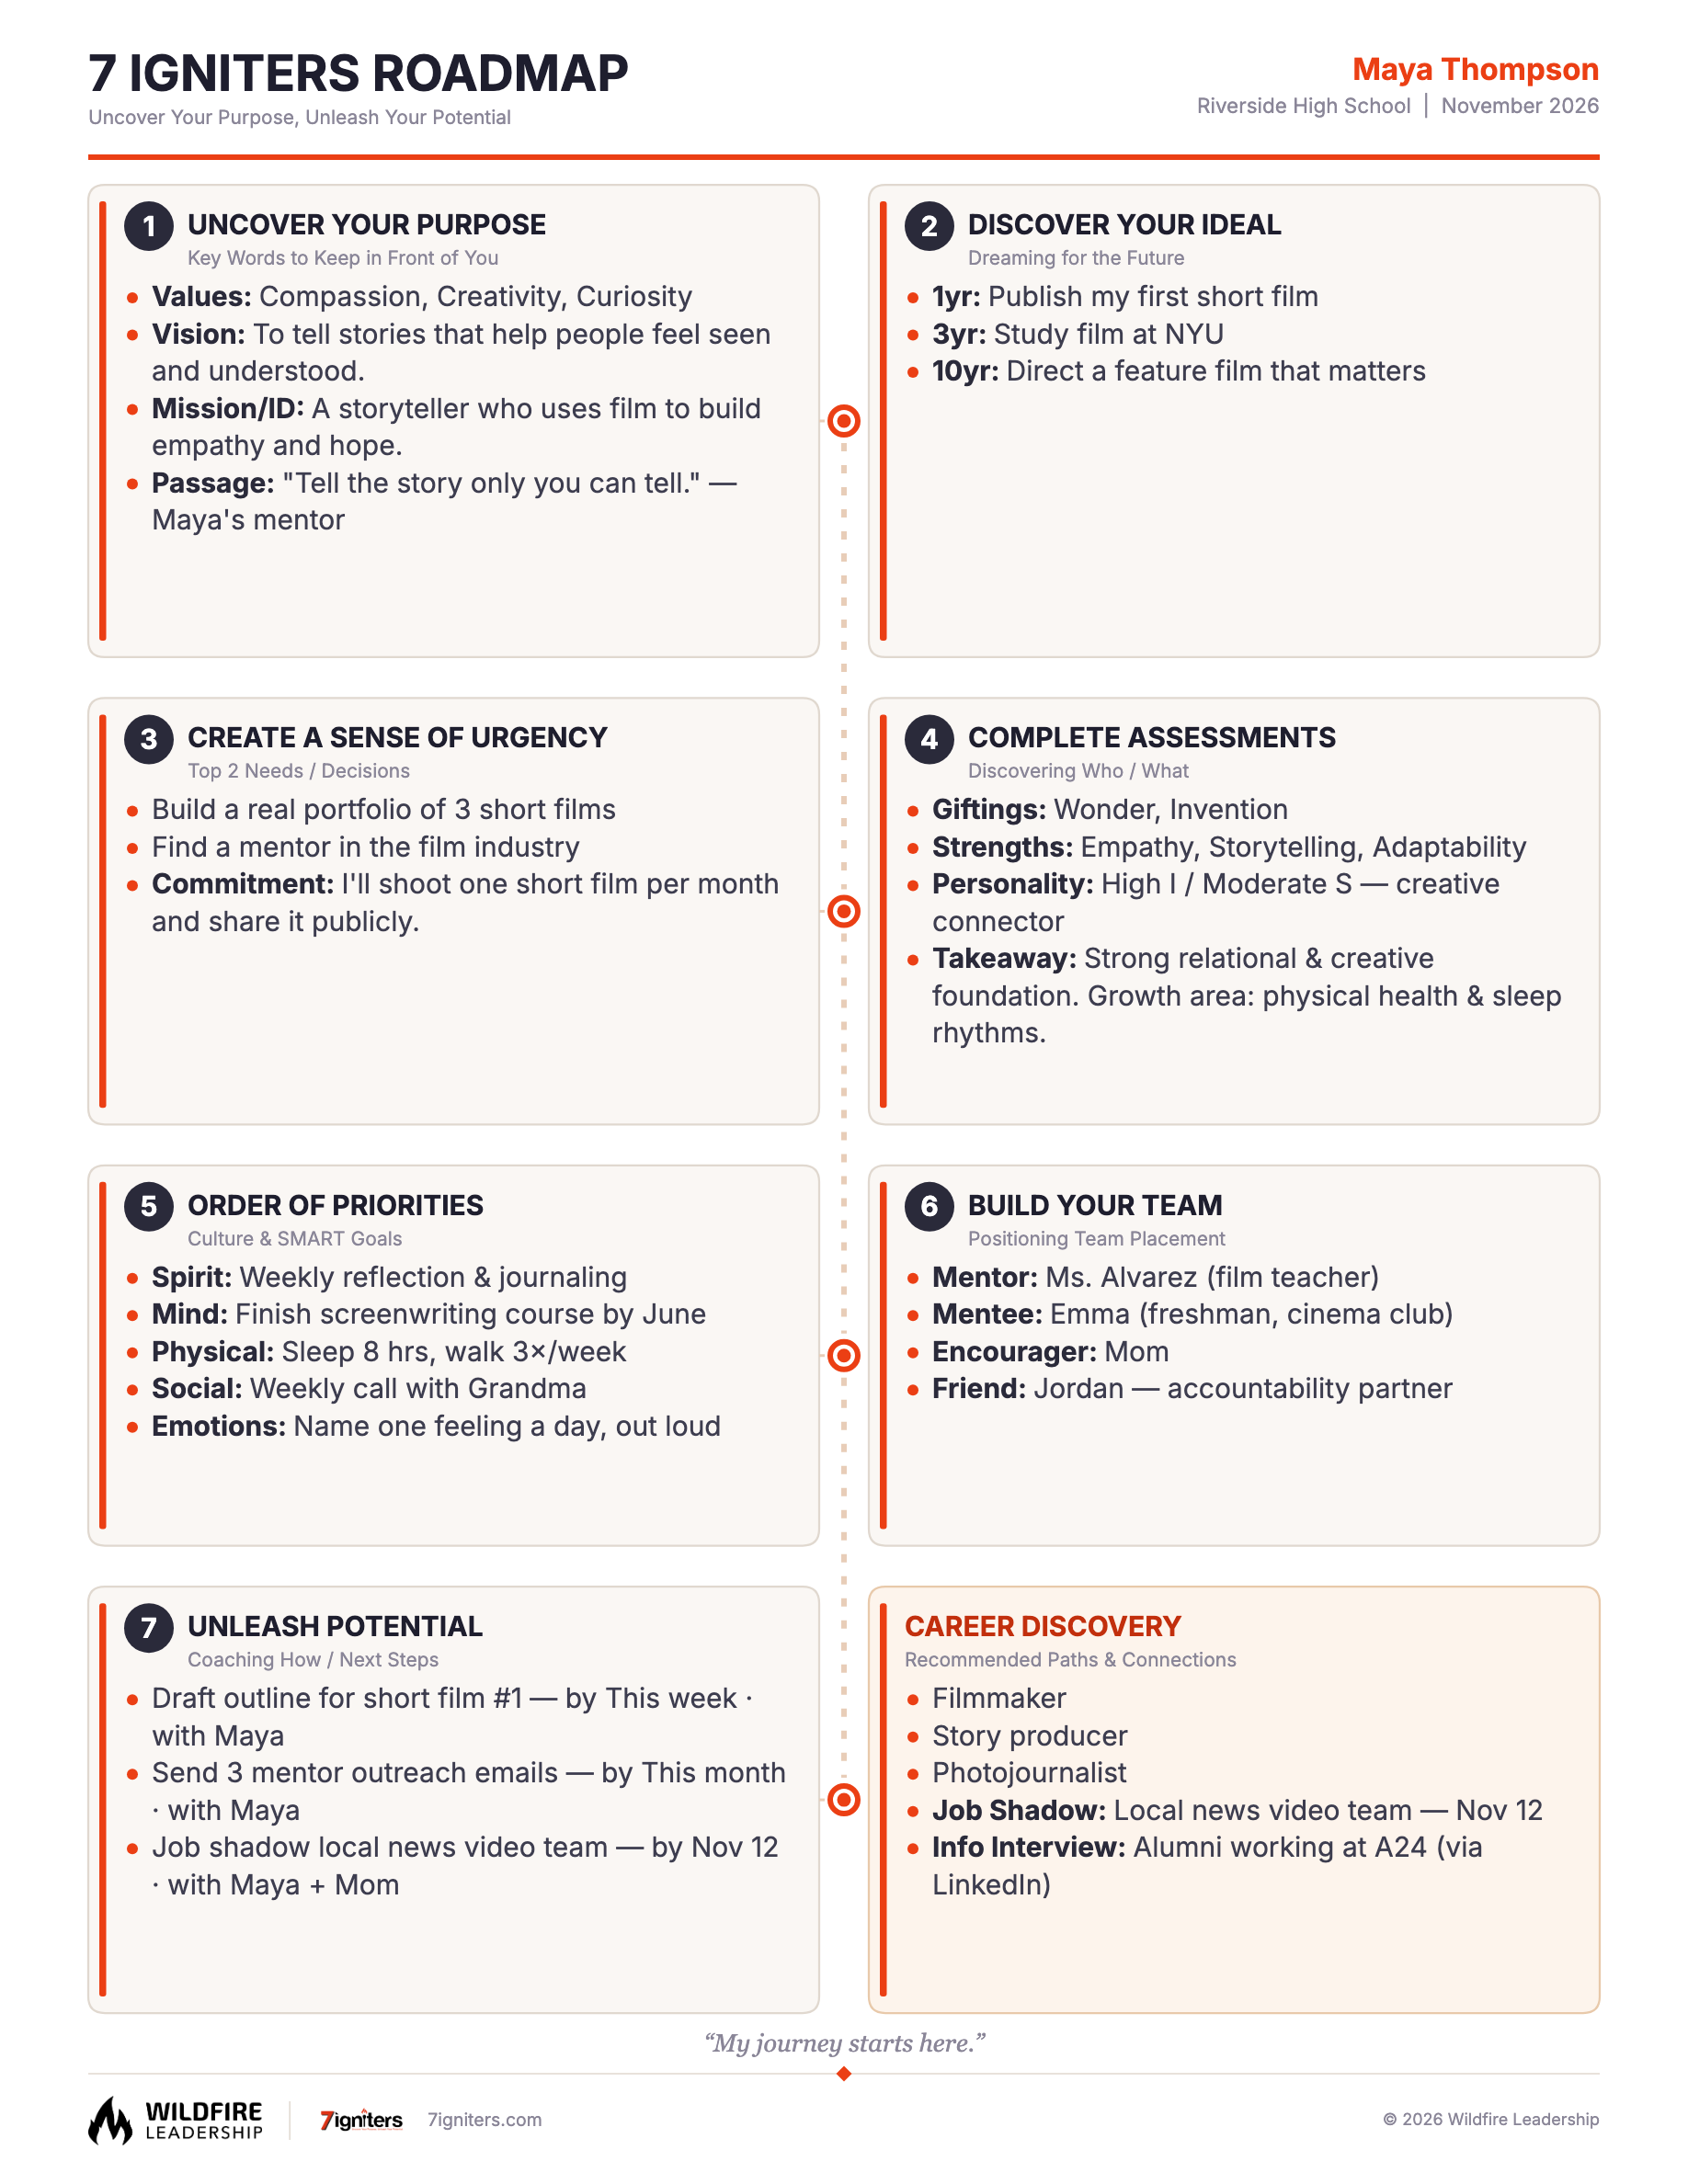 7 IGNITERS ROADMAP
Uncover Your Purpose, Unleash Your Potential
Maya Thompson
Riverside High School | November 2026
1 UNCOVER YOUR PURPOSE
Key Words to Keep in Front of You
• Values: Compassion, Creativity, Curiosity
• Vision: To tell stories that help people feel seen
and understood.
• Mission/ID: A storyteller who uses film to build
empathy and hope.
• Passage: "Tell the story only you can tell." —
Maya's mentor
2 DISCOVER YOUR IDEAL
Dreaming for the Future
• 1yr: Publish my first short film
• 3yr: Study film at NYU
• 10yr: Direct a feature film that matters
3 CREATE A SENSE OF URGENCY
Top 2 Needs / Decisions
• Build a real portfolio of 3 short films
• Find a mentor in the film industry
• Commitment: I'll shoot one short film per month
and share it publicly.
4 COMPLETE ASSESSMENTS
Discovering Who / What
• Giftings: Wonder, Invention
• Strengths: Empathy, Storytelling, Adaptability
• Personality: High I / Moderate S — creative
connector
• Takeaway: Strong relational & creative
foundation. Growth area: physical health & sleep
rhythms.
5 ORDER OF PRIORITIES
Culture & SMART Goals
• Spirit: Weekly reflection & journaling
• Mind: Finish screenwriting course by June
• Physical: Sleep 8 hrs, walk 3×/week
• Social: Weekly call with Grandma
• Emotions: Name one feeling a day, out loud
6 BUILD YOUR TEAM
Positioning Team Placement
• Mentor: Ms. Alvarez (film teacher)
• Mentee: Emma (freshman, cinema club)
• Encourager: Mom
• Friend: Jordan — accountability partner
7 UNLEASH POTENTIAL
Coaching How / Next Steps
• Draft outline for short film #1 — by This week ·
with Maya
• Send 3 mentor outreach emails — by This month
· with Maya
• Job shadow local news video team — by Nov 12
· with Maya + Mom
CAREER DISCOVERY
Recommended Paths & Connections
• Filmmaker
• Story producer
• Photojournalist
• Job Shadow: Local news video team — Nov 12
• Info Interview: Alumni working at A24 (via
LinkedIn)
“My journey starts here.”
WILDFIRE
LEADERSHIP
7igniters
7igniters.com
© 2026 Wildfire Leadership